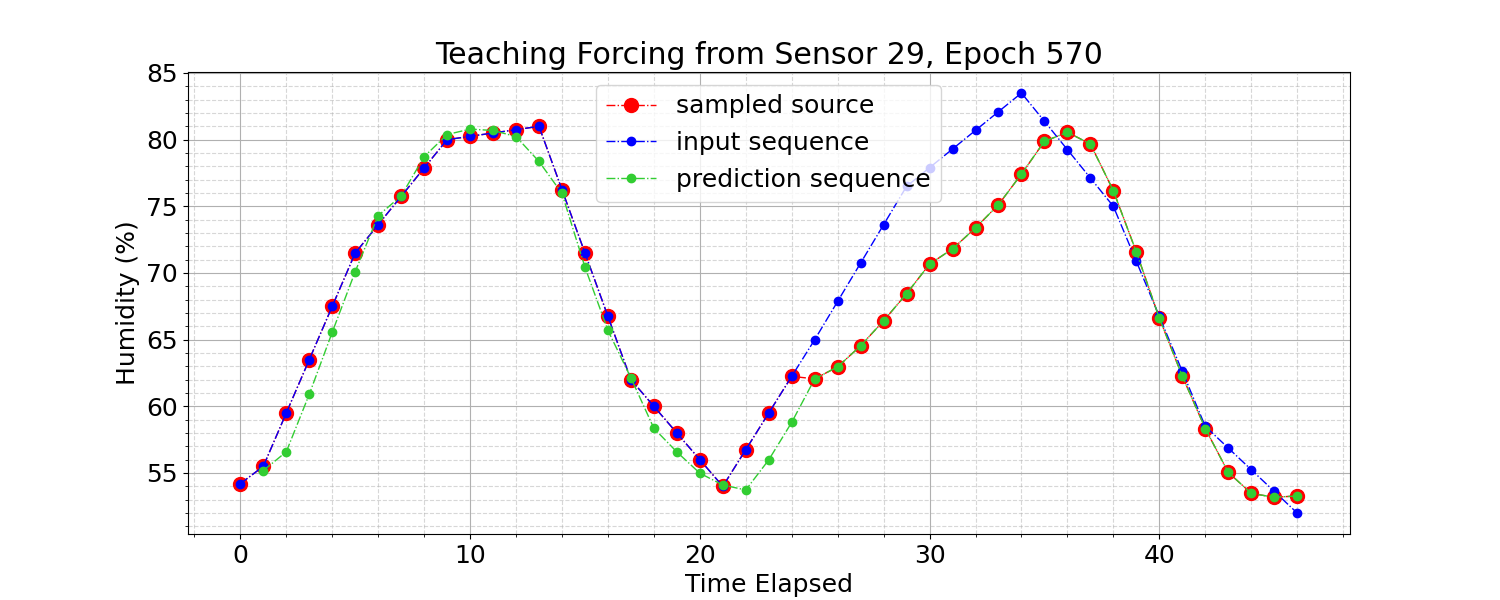 Teaching Forcing from Sensor 29, Epoch 570
85
80
75
70
65
60
55
Humidity (%)
sampled source
input sequence
prediction sequence
0 10 20 30 40
Time Elapsed